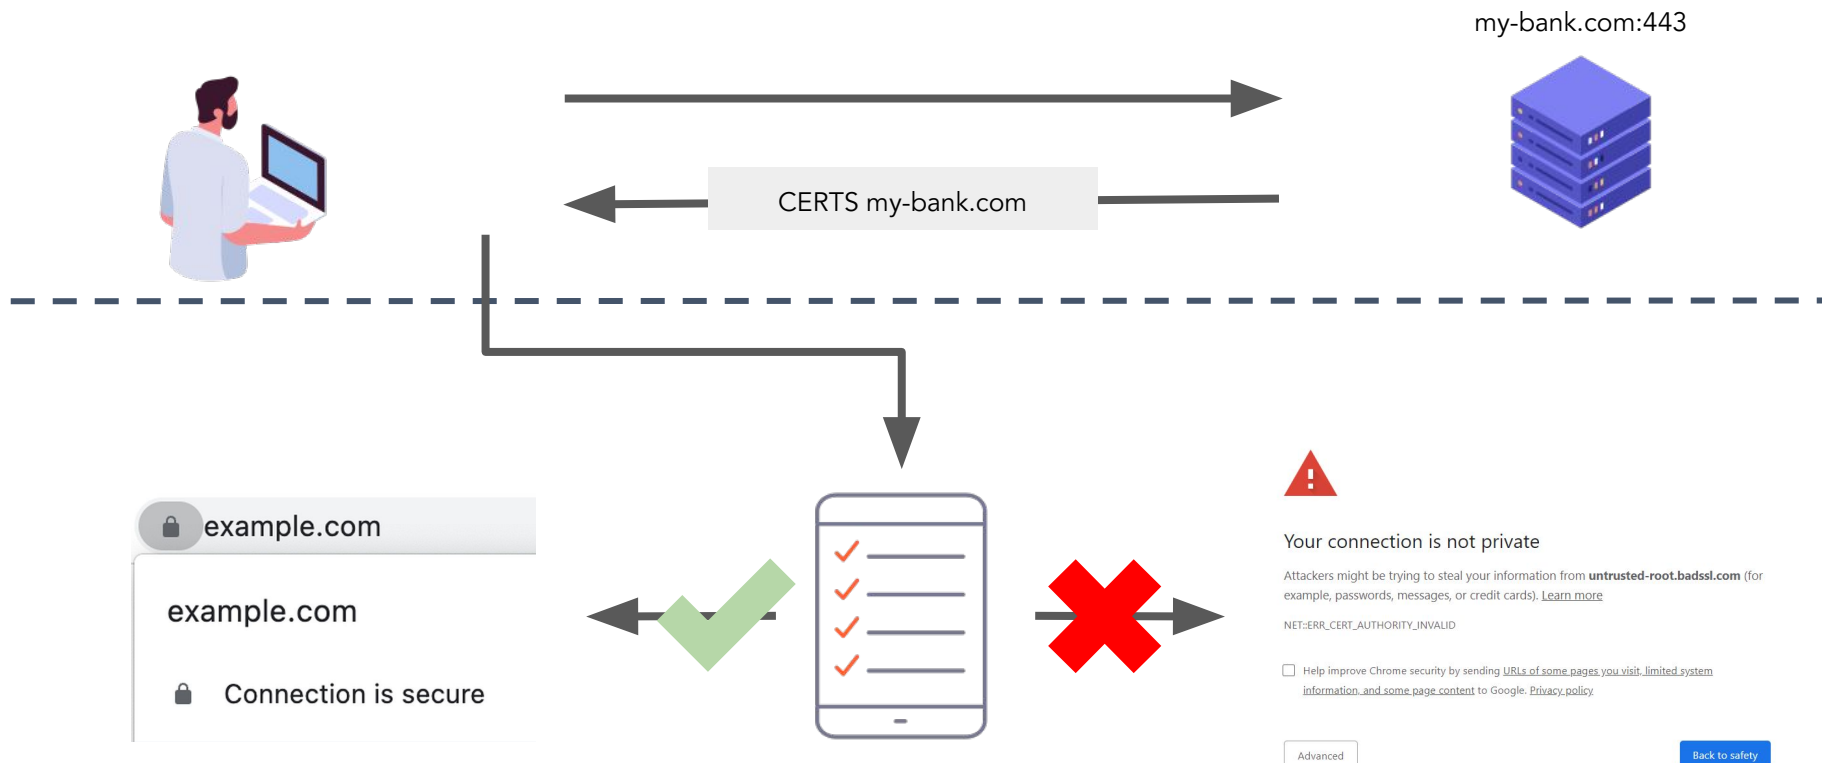 my-bank.com:443
CERTS my-bank.com
example.com
example.com
Connection is secure
Your connection is not private
Attackers might be trying to steal your information from untrusted-root.badssl.com (for
example, passwords, messages, or credit cards). Learn more
NET::ERR_CERT_AUTHORITY_INVALID
Help improve Chrome security by sending URLs of some pages you visit, limited system
information, and some page content to Google. Privacy policy
Advanced
Back to safety